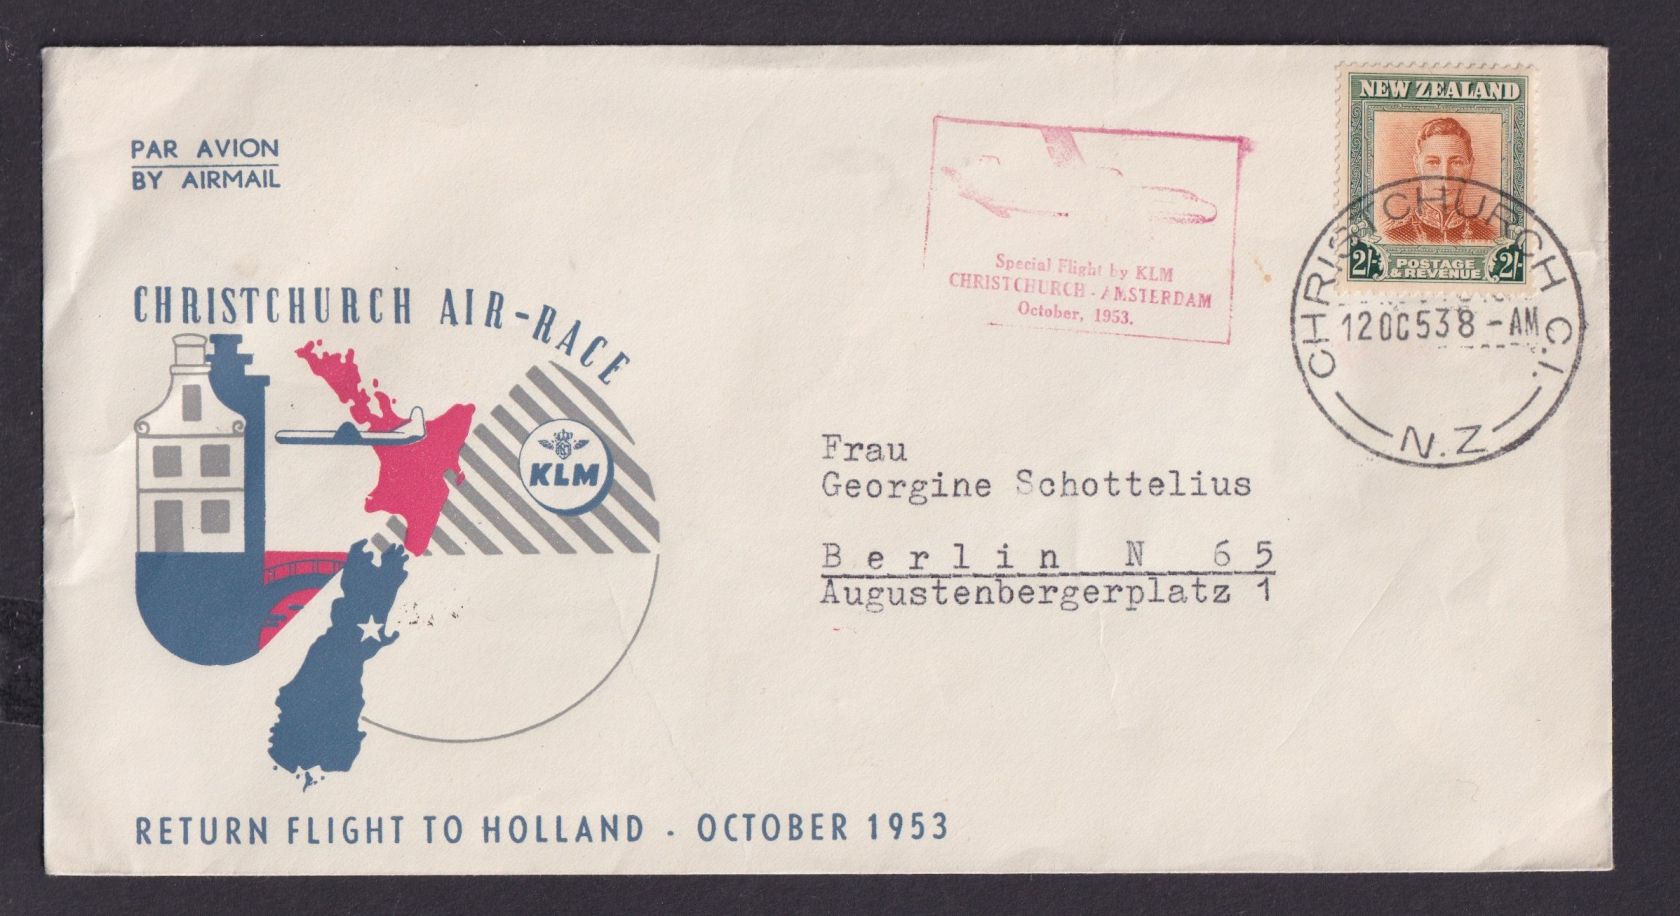 PAR AVION
BY AIRMAIL
CHRISTCHURCH AIR-RACE
KLM
RETURN FLIGHT TO HOLLAND - OCTOBER 1953
Special Flight by KLM
CHRISTCHURCH - AMSTERDAM
October, 1953.
NEW ZEALAND
2/- POSTAGE & REVENUE 2/-
CHRISTCHURCH C.I.
12 OC 53 8 - AM
N.Z
Frau
Georgine Schottelius
Berlin N 65
Augustenbergerplatz 1